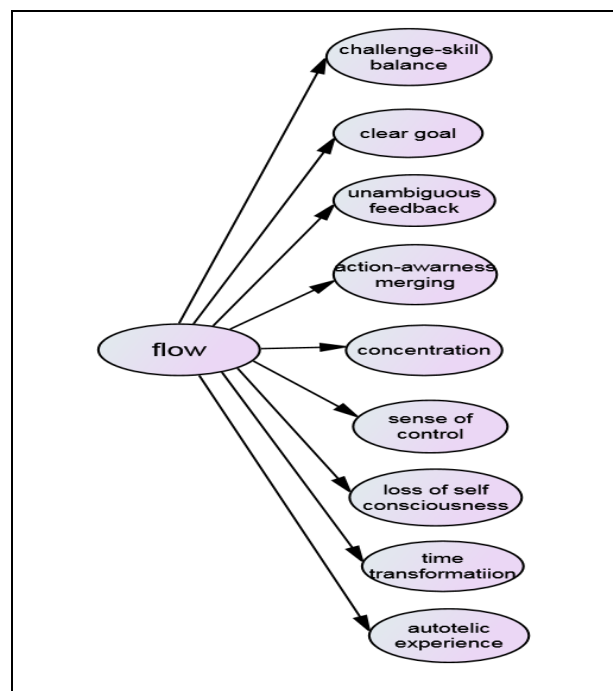 challenge-skill
balance
clear goal
unambiguous
feedback
action-awarness
merging
flow
concentration
sense of
control
loss of self
consciousness
time
transformatiion
autotelic
experience